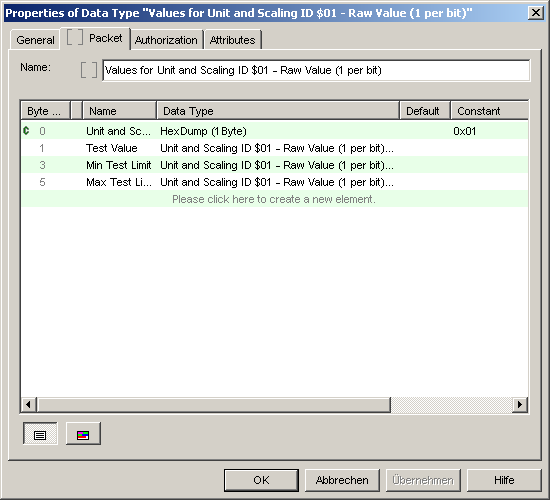 Properties of Data Type "Values for Unit and Scaling ID $01 - Raw Value (1 per bit)"
General [ ] Packet Authorization Attributes
Name: [ ] Values for Unit and Scaling ID $01 - Raw Value (1 per bit)
Byte ... Name Data Type Default Constant
C 0 Unit and Sc... HexDump (1 Byte) 0x01
1 Test Value Unit and Scaling ID $01 - Raw Value (1 per bit)...
3 Min Test Limit Unit and Scaling ID $01 - Raw Value (1 per bit)...
5 Max Test Li... Unit and Scaling ID $01 - Raw Value (1 per bit)...
Please click here to create a new element.
OK Abbrechen Übernehmen Hilfe